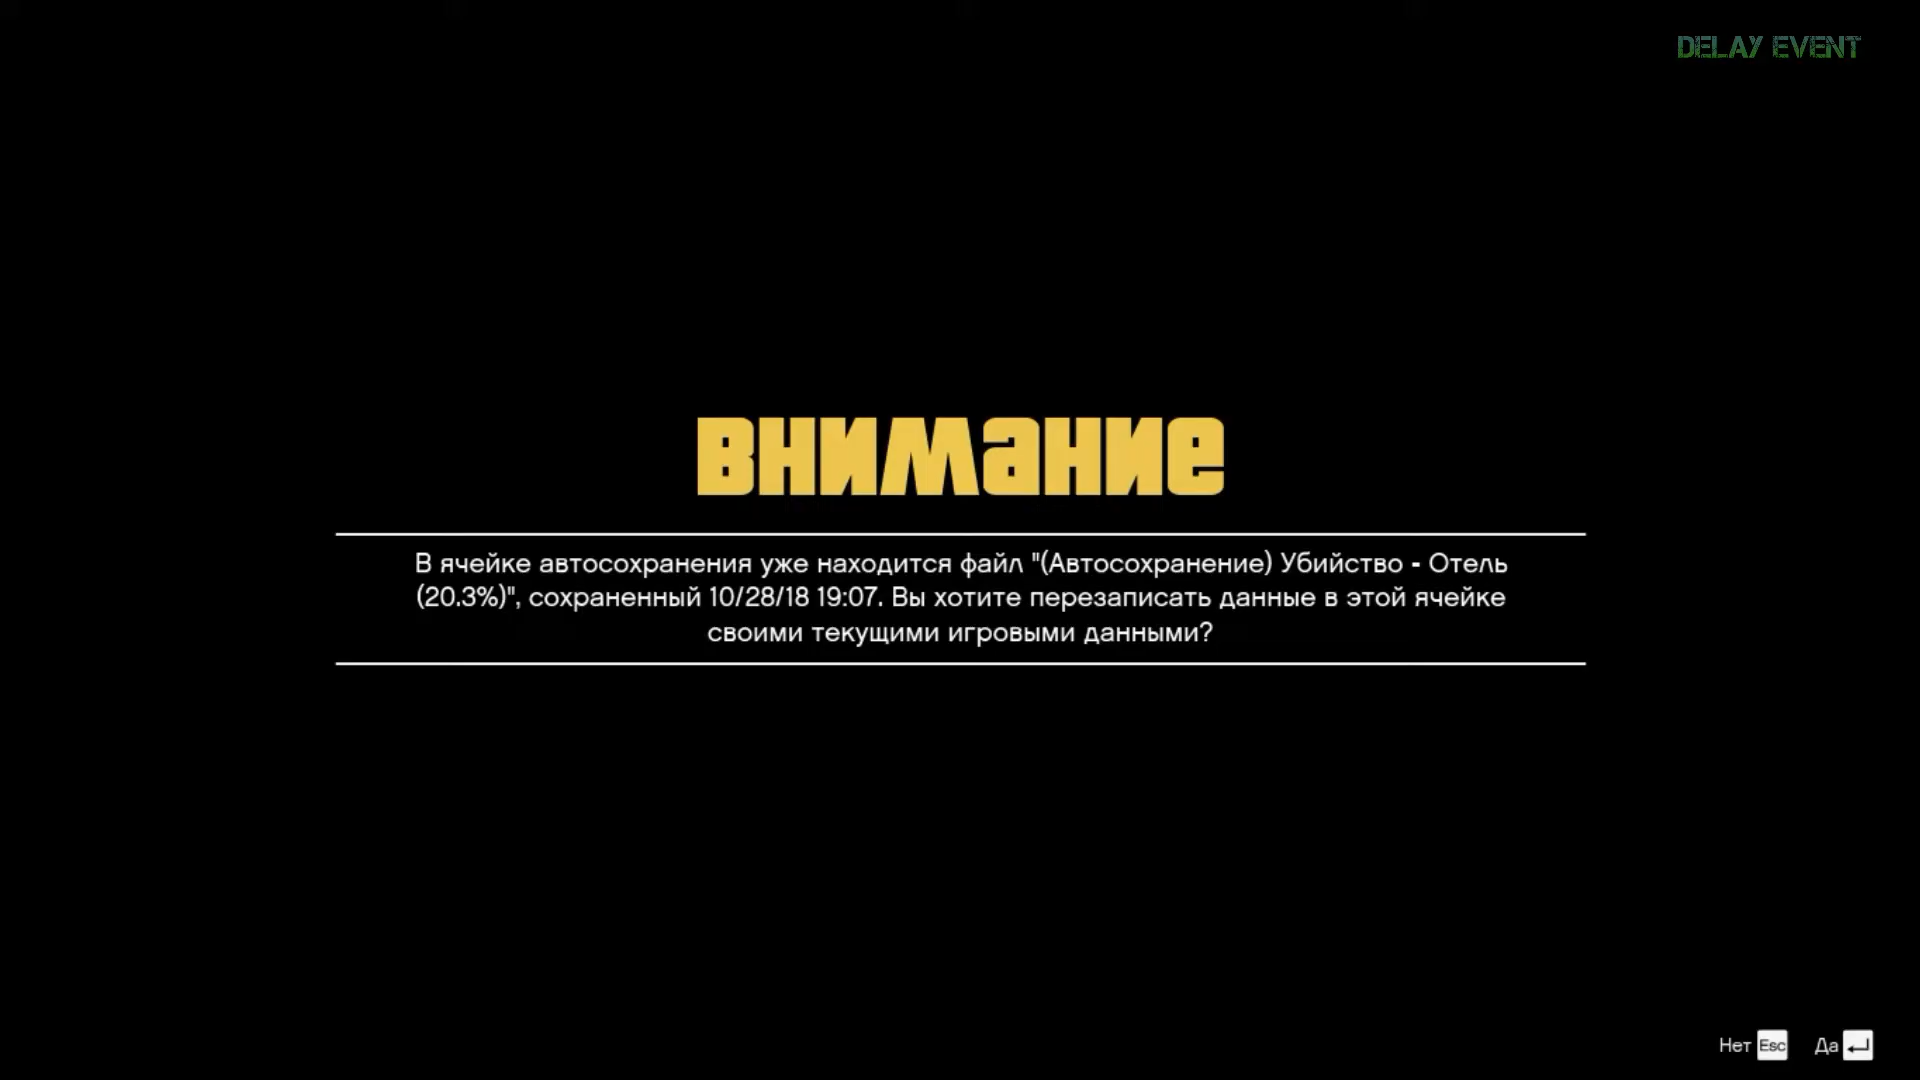 DELAY EVENT
внимание
В ячейке автосохранения уже находится файл "(Автосохранение) Убийство - Отель
(20.3%)", сохраненный 10/28/18 19:07. Вы хотите перезаписать данные в этой ячейке
своими текущими игровыми данными?
Нет Esc Да